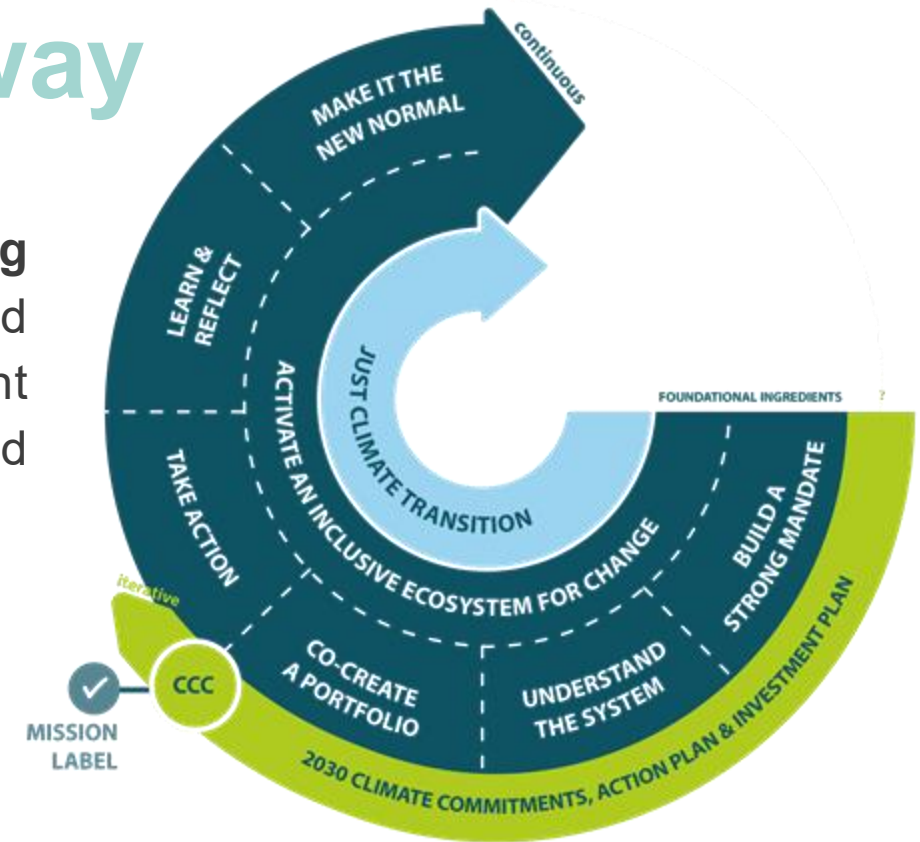 way
g
d
nt
d
continuous
MAKE IT THE
NEW NORMAL
LEARN &
REFLECT
TAKE ACTION
ACTIVATE AN INCLUSIVE ECOSYSTEM FOR CHANGE
JUST CLIMATE TRANSITION
FOUNDATIONAL INGREDIENTS
?
BUILD A
STRONG MANDATE
UNDERSTAND
THE SYSTEM
CO-CREATE
A PORTFOLIO
iterative
CCC
MISSION
LABEL
2030 CLIMATE COMMITMENTS, ACTION PLAN & INVESTMENT PLAN